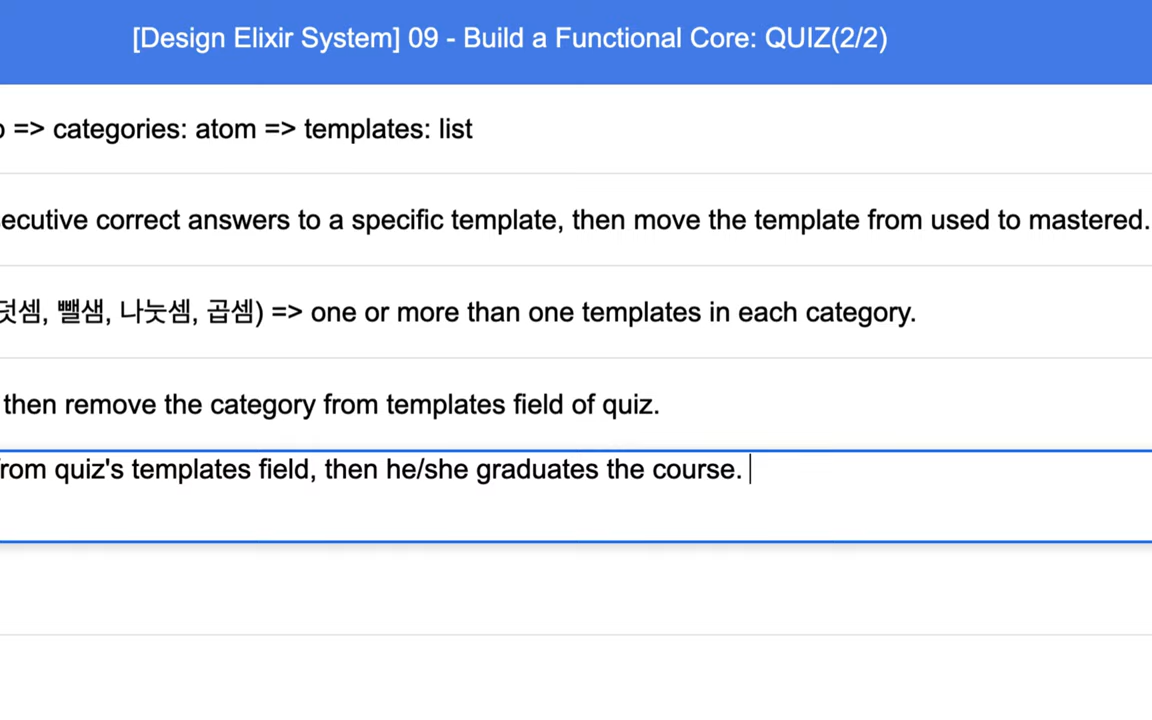 [Design Elixir System] 09 - Build a Functional Core: QUIZ(2/2)
=> categories: atom => templates: list
correct answers to a specific template, then move the template from used to mastered.
뺄샘, 나눗셈, 곱셈) => one or more than one templates in each category.
then remove the category from templates field of quiz.
quiz's templates field, then he/she graduates the course.